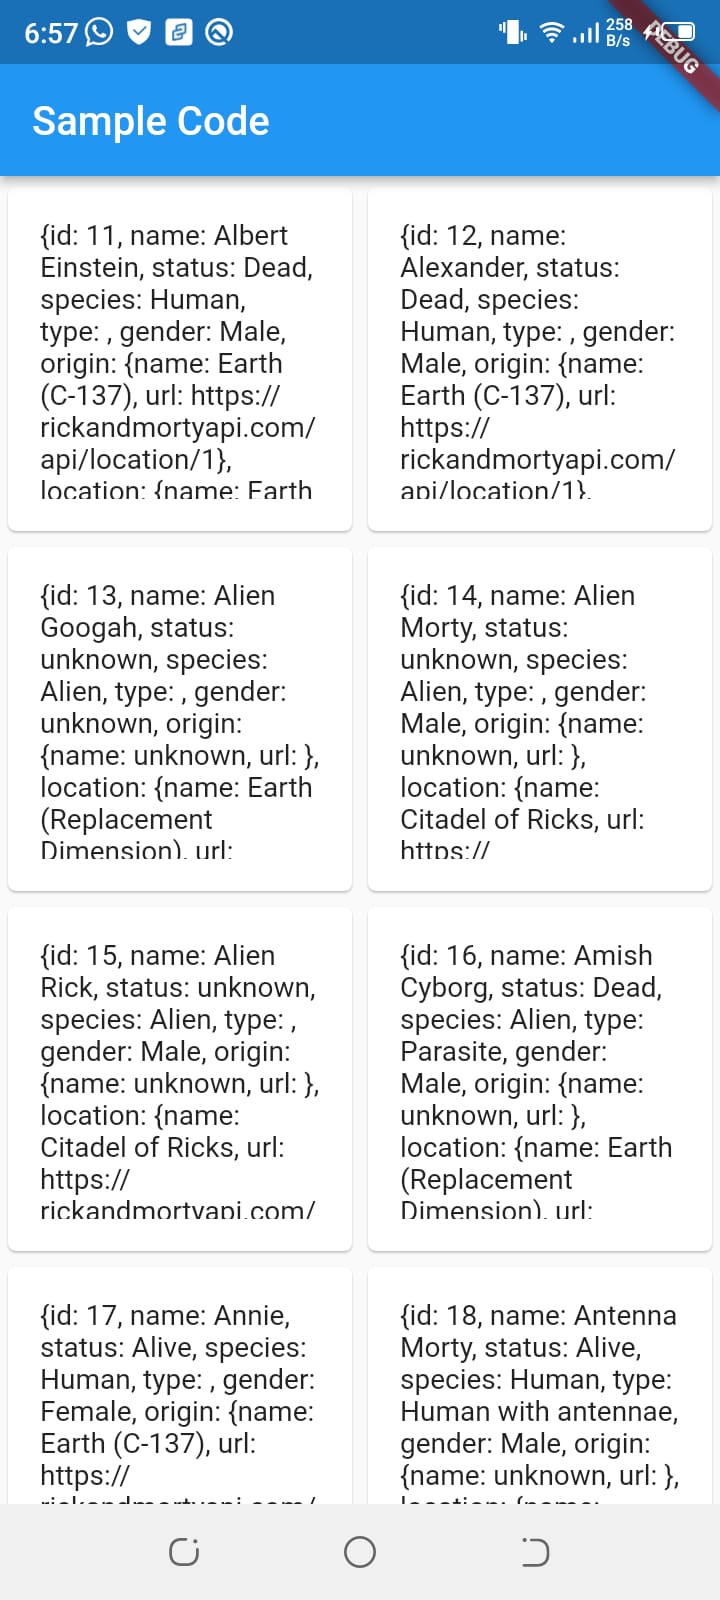 6:57
258
B/s
DEBUG
Sample Code
{id: 11, name: Albert
Einstein, status: Dead,
species: Human,
type: , gender: Male,
origin: {name: Earth
(C-137), url: https://
rickandmortyapi.com/
api/location/1},
location: {name: Earth
{id: 12, name:
Alexander, status:
Dead, species:
Human, type: , gender:
Male, origin: {name:
Earth (C-137), url:
https://
rickandmortyapi.com/
api/location/1},
{id: 13, name: Alien
Googah, status:
unknown, species:
Alien, type: , gender:
unknown, origin:
{name: unknown, url: },
location: {name: Earth
(Replacement
Dimension), url:
{id: 14, name: Alien
Morty, status:
unknown, species:
Alien, type: , gender:
Male, origin: {name:
unknown, url: },
location: {name:
Citadel of Ricks, url:
https://
{id: 15, name: Alien
Rick, status: unknown,
species: Alien, type: ,
gender: Male, origin:
{name: unknown, url: },
location: {name:
Citadel of Ricks, url:
https://
rickandmortyapi.com/
{id: 16, name: Amish
Cyborg, status: Dead,
species: Alien, type:
Parasite, gender:
Male, origin: {name:
unknown, url: },
location: {name: Earth
(Replacement
Dimension), url:
{id: 17, name: Annie,
status: Alive, species:
Human, type: , gender:
Female, origin: {name:
Earth (C-137), url:
https://
rickandmortyapi.com/
{id: 18, name: Antenna
Morty, status: Alive,
species: Human, type:
Human with antennae,
gender: Male, origin:
{name: unknown, url: },
location: {name: